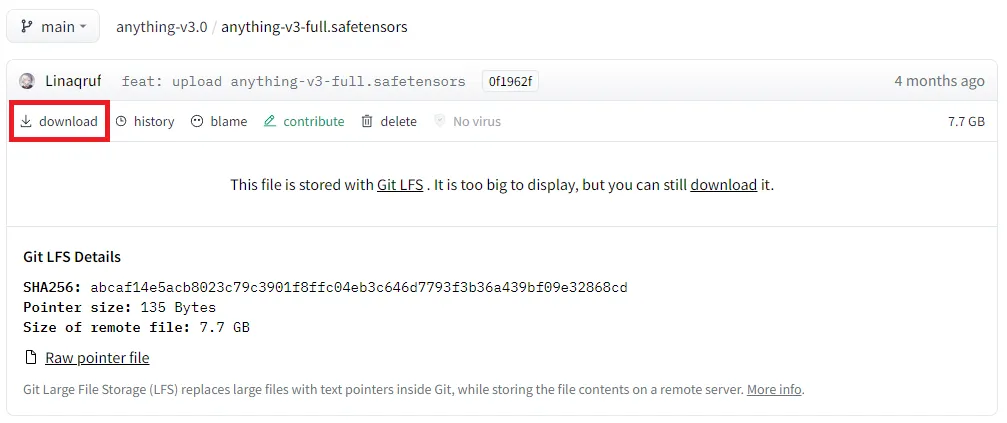 main anything-v3.0 / anything-v3-full.safetensors
Linaqruf feat: upload anything-v3-full.safetensors 0f1962f 4 months ago
download history blame contribute delete No virus 7.7 GB
This file is stored with Git LFS . It is too big to display, but you can still download it.
Git LFS Details
SHA256: abcaf14e5acb8023c79c3901f8ffc04eb3c646d7793f3b36a439bf09e32868cd
Pointer size: 135 Bytes
Size of remote file: 7.7 GB
Raw pointer file
Git Large File Storage (LFS) replaces large files with text pointers inside Git, while storing the file contents on a remote server. More info.